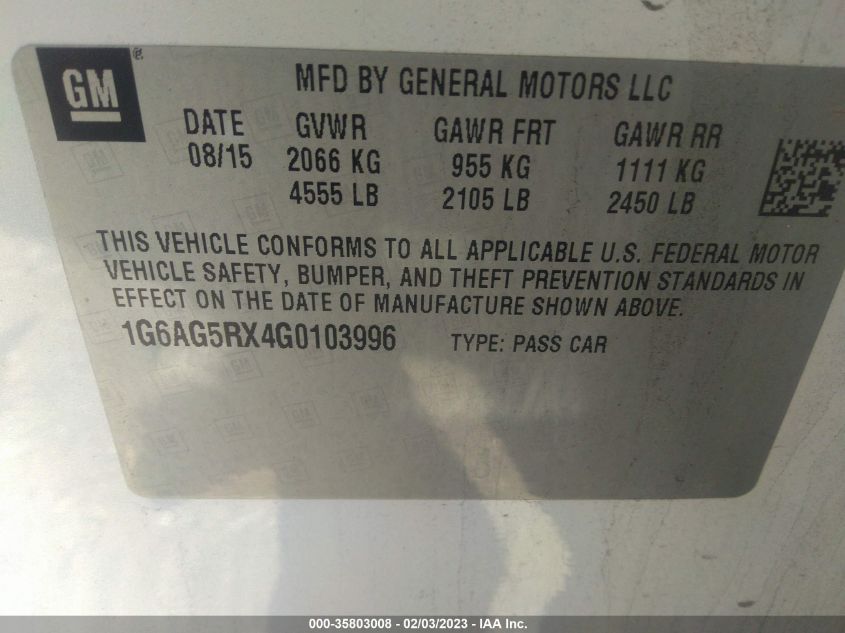 GM
MFD BY GENERAL MOTORS LLC
DATE GVWR GAWR FRT GAWR RR
08/15 2066 KG 955 KG 1111 KG
4555 LB 2105 LB 2450 LB
THIS VEHICLE CONFORMS TO ALL APPLICABLE U.S. FEDERAL MOTOR
VEHICLE SAFETY, BUMPER, AND THEFT PREVENTION STANDARDS IN
EFFECT ON THE DATE OF MANUFACTURE SHOWN ABOVE.
1G6AG5RX4G0103996 TYPE: PASS CAR
000-35803008 - 02/03/2023 - IAA Inc.